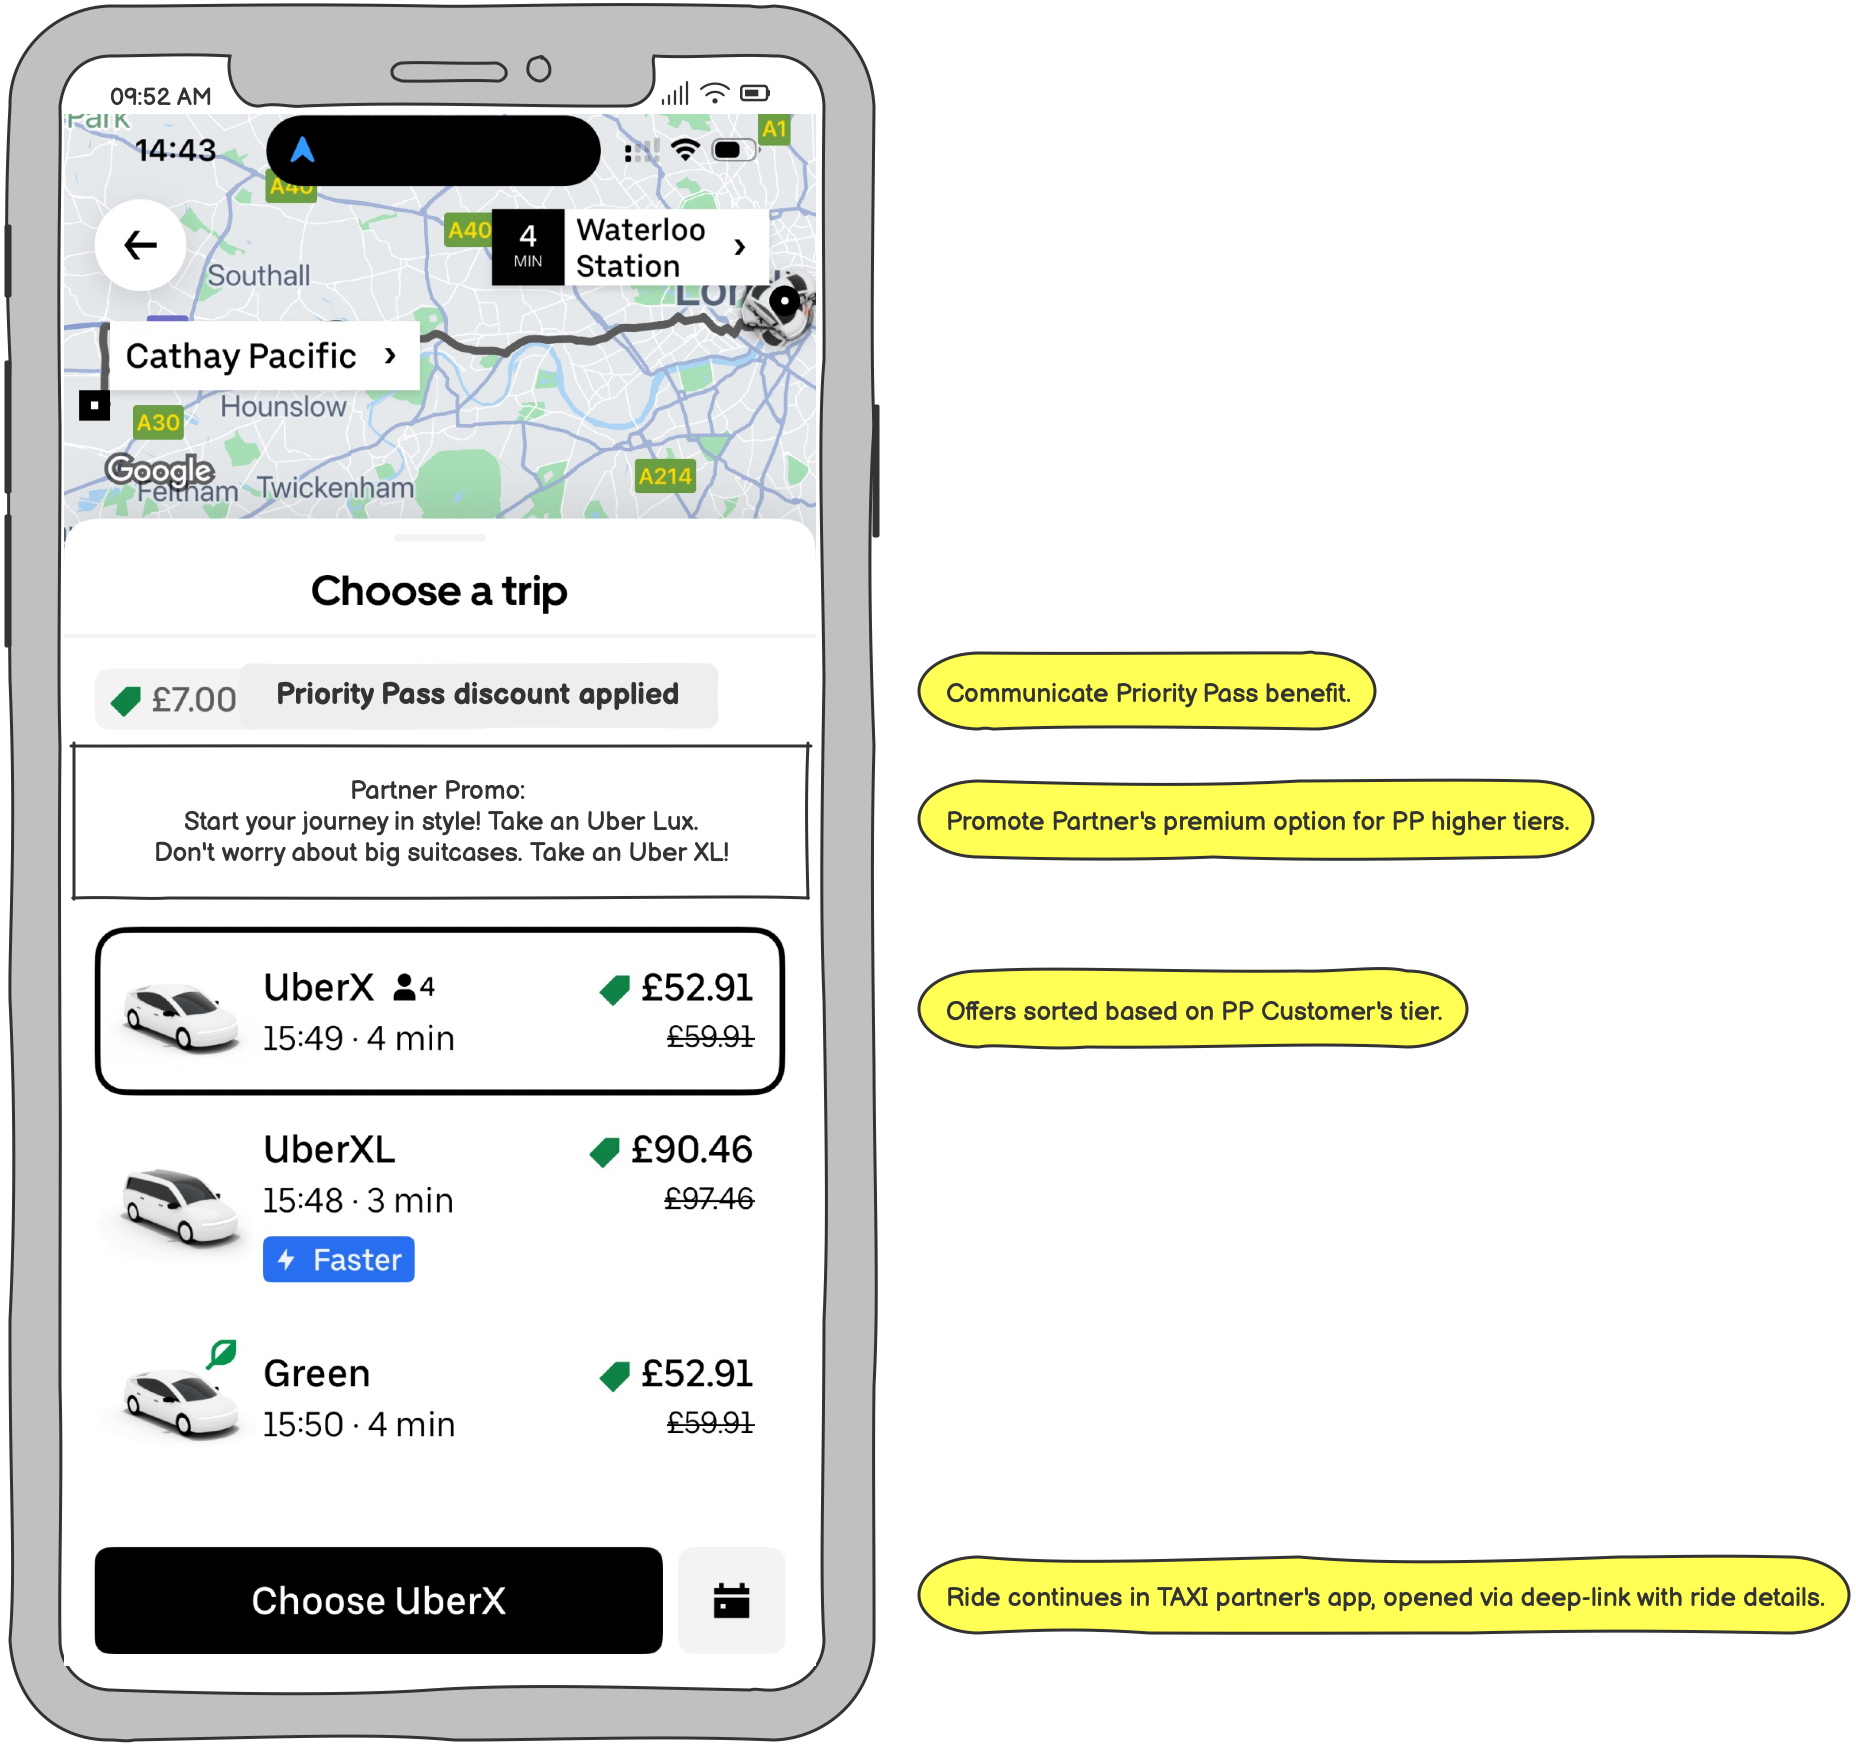 09:52 AM
Park
14:43
A1
A40
A40
4
MIN
Waterloo
Station
Southall
Lon
Cathay Pacific
Hounslow
A30
Google
Feltham
Twickenham
A214
Choose a trip
£7.00
Priority Pass discount applied
Communicate Priority Pass benefit.
Partner Promo:
Start your journey in style! Take an Uber Lux.
Don't worry about big suitcases. Take an Uber XL!
Promote Partner's premium option for PP higher tiers.
UberX 4
£52.91
15:49 · 4 min
£59.91
Offers sorted based on PP Customer's tier.
UberXL
£90.46
15:48 · 3 min
£97.46
Faster
Green
£52.91
15:50 · 4 min
£59.91
Choose UberX
Ride continues in TAXI partner's app, opened via deep-link with ride details.